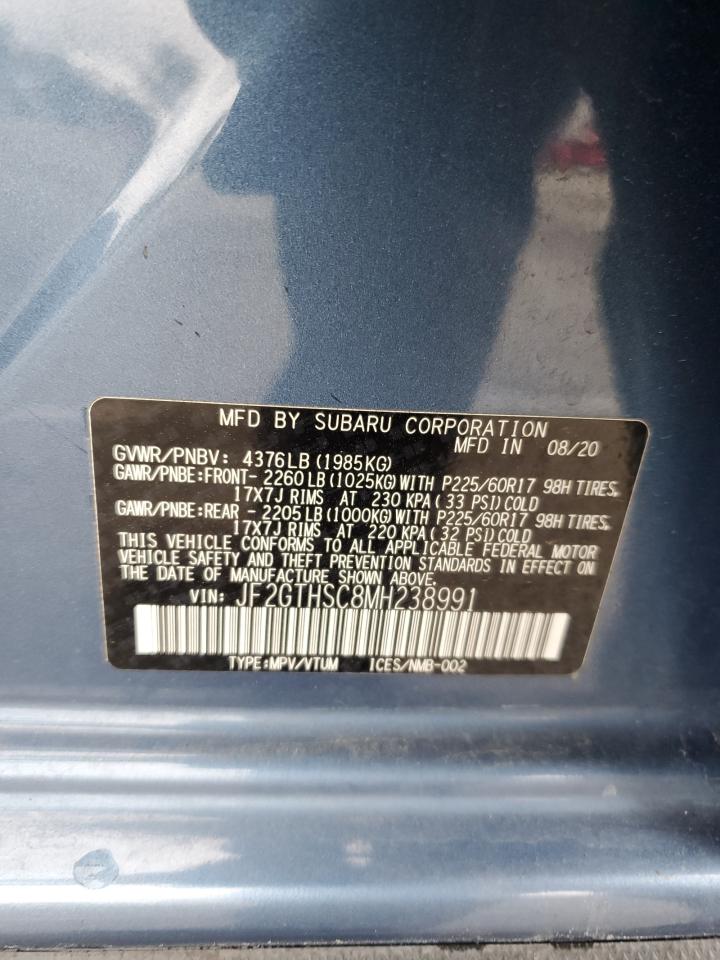 MFD BY SUBARU CORPORATION
MFD IN 08/20
GVWR/PNBV: 4376LB (1985KG)
GAWR/PNBE:FRONT- 2260LB (1025KG) WITH P225/60R17 98H TIRES,
17X7J RIMS AT 230 KPA (33 PSI) COLD
GAWR/PNBE:REAR - 2205LB (1000KG) WITH P225/60R17 98H TIRES,
17X7J RIMS AT 220 KPA (32 PSI) COLD
THIS VEHICLE CONFORMS TO ALL APPLICABLE FEDERAL MOTOR
VEHICLE SAFETY AND THEFT PREVENTION STANDARDS IN EFFECT ON
THE DATE OF MANUFACTURE SHOWN ABOVE.
VIN: JF2GTHSC8MH238991
TYPE:MPV/VTUM ICES/NMB-002